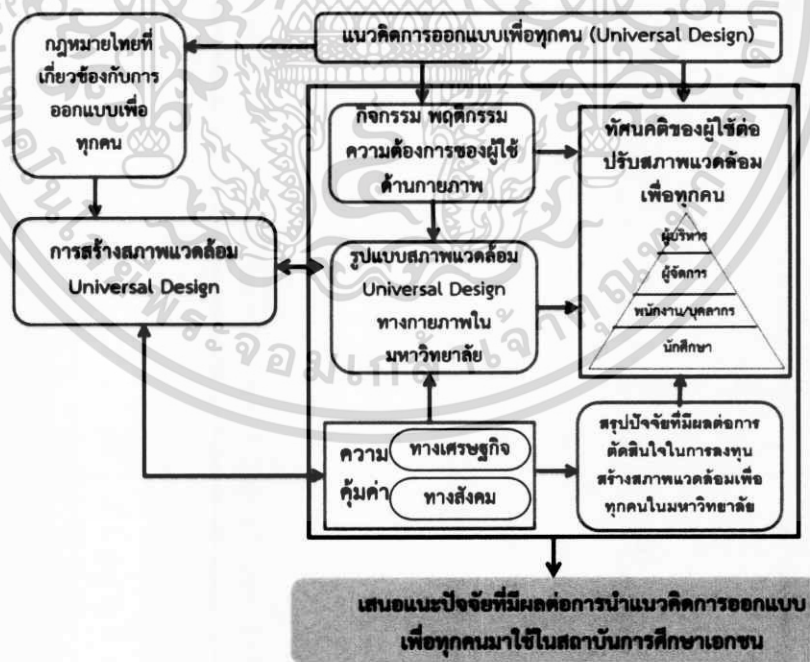 แนวคิดการออกแบบเพื่อทุกคน (Universal Design)
กฎหมายไทยที่
เกี่ยวข้องกับการ
ออกแบบเพื่อ
ทุกคน
กิจกรรม พฤติกรรม
ความต้องการของผู้ใช้
ด้านกายภาพ
ทัศนคติของผู้ใช้ต่อ
ปรับสภาพแวดล้อม
เพื่อทุกคน
ผู้บริหาร
ผู้จัดการ
พนักงาน/บุคลากร
นักศึกษา
การสร้างสภาพแวดล้อม
Universal Design
รูปแบบสภาพแวดล้อม
Universal Design
ทางกายภาพใน
มหาวิทยาลัย
ความ
คุ้มค่า
ทางเศรษฐกิจ
ทางสังคม
สรุปปัจจัยที่มีผลต่อการ
ตัดสินใจในการลงทุน
สร้างสภาพแวดล้อมเพื่อ
ทุกคนในมหาวิทยาลัย
เสนอแนะปัจจัยที่มีผลต่อการนำแนวคิดการออกแบบ
เพื่อทุกคนมาใช้ในสถาบันการศึกษาเอกชน